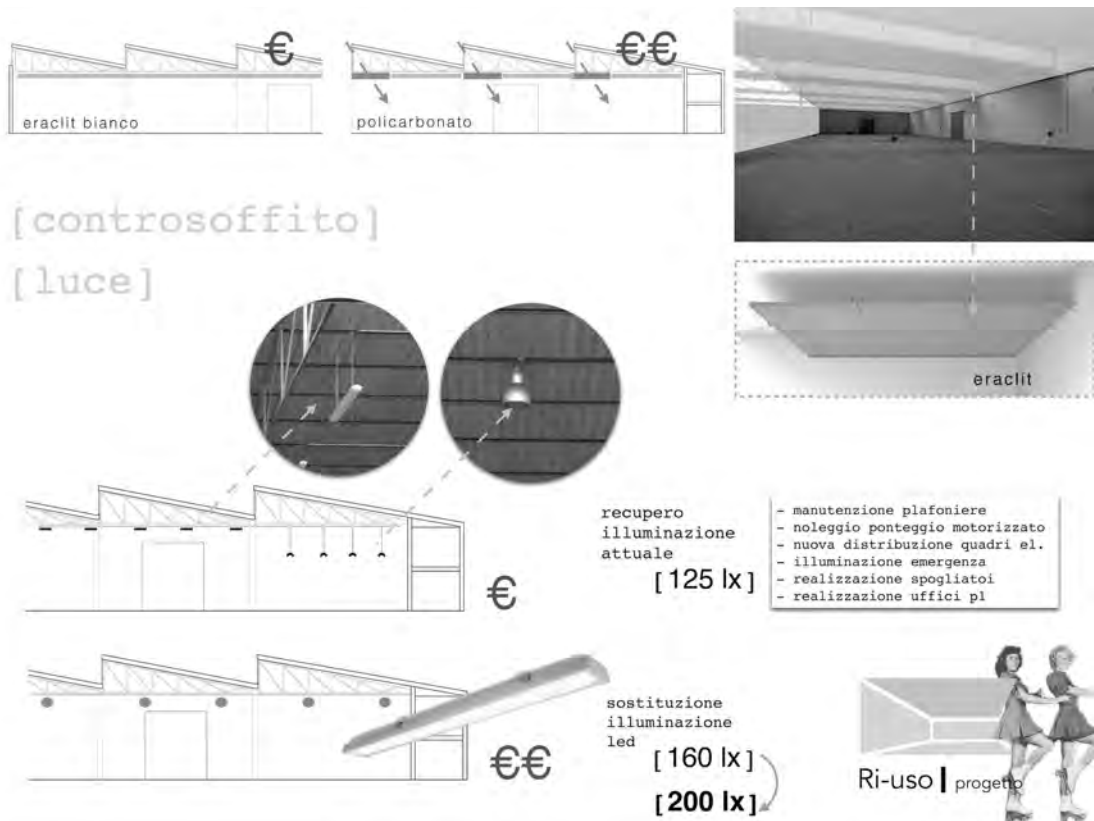 €
€€
eraclit bianco
policarbonato
[controsoffito]
[luce]
eraclit
recupero
illuminazione
attuale
[ 125 lx ]
- manutenzione plafoniere
- noleggio ponteggio motorizzato
- nuova distribuzione quadri el.
- illuminazione emergenza
- realizzazione spogliatoi
- realizzazione uffici p1
€
sostituzione
illuminazione
led
[ 160 lx ]
[ 200 lx ]
€€
Ri-uso | progetto